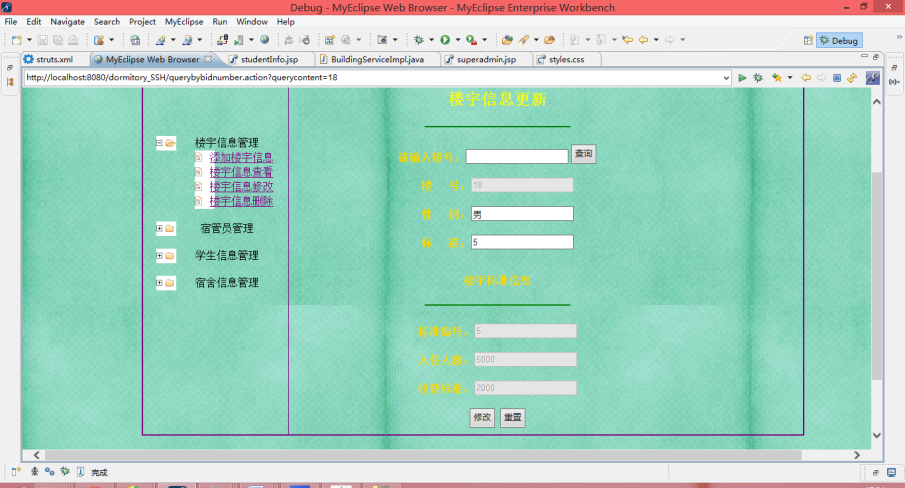 Debug - MyEclipse Web Browser - MyEclipse Enterprise Workbench
File Edit Navigate Search Project MyEclipse Run Window Help
Debug
struts.xml MyEclipse Web Browser studentInfo.jsp BuildingServiceImpl.java superadmin.jsp styles.css
http://localhost:8080/dormitory_SSH/querybybidnumber.action?querycontent=18
楼宇信息更新
楼宇信息管理
添加楼宇信息
楼宇信息查看
楼宇信息修改
楼宇信息删除
宿管员管理
学生信息管理
宿舍信息管理
请输入楼号： 查询
楼 号：18
性 别：男
标 准：5
楼宇标准信息
标准编号：5
入住人数：5000
收费标准：2000
修改 重置
完成